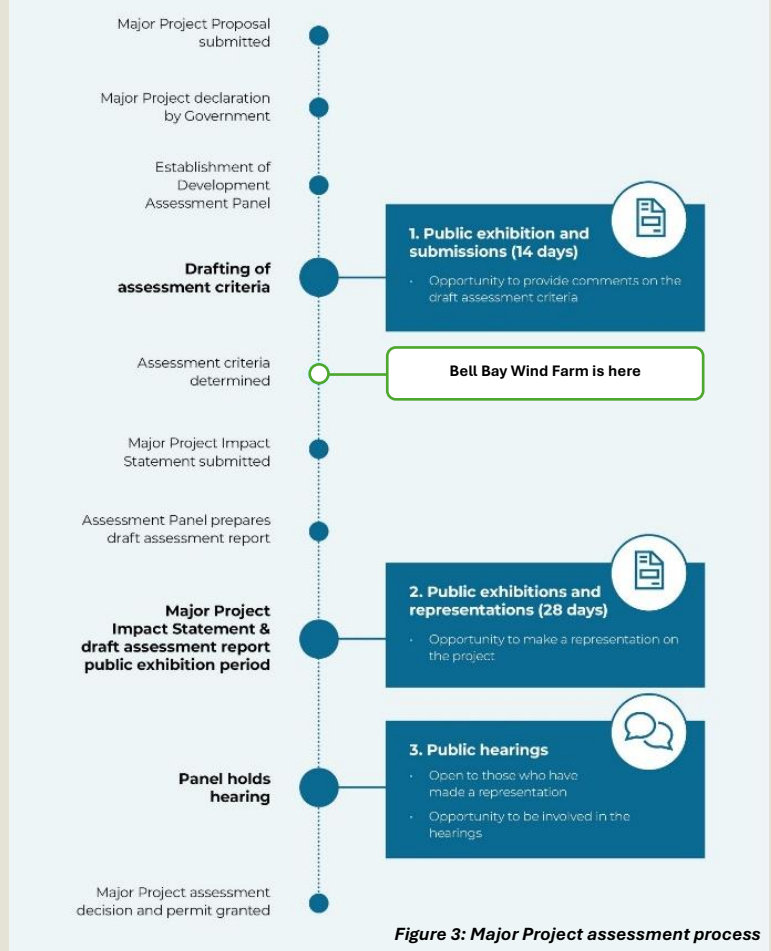 Major Project Proposal
submitted
Major Project declaration
by Government
Establishment of
Development
Assessment Panel
Drafting of
assessment criteria
1. Public exhibition and
submissions (14 days)
• Opportunity to provide comments on the
draft assessment criteria
Assessment criteria
determined
Bell Bay Wind Farm is here
Major Project Impact
Statement submitted
Assessment Panel prepares
draft assessment report
Major Project
Impact Statement &
draft assessment report
public exhibition period
2. Public exhibitions and
representations (28 days)
• Opportunity to make a representation on
the project
Panel holds
hearing
3. Public hearings
• Open to those who have
made a representation
• Opportunity to be involved in the
hearings
Major Project assessment
decision and permit granted
Figure 3: Major Project assessment process